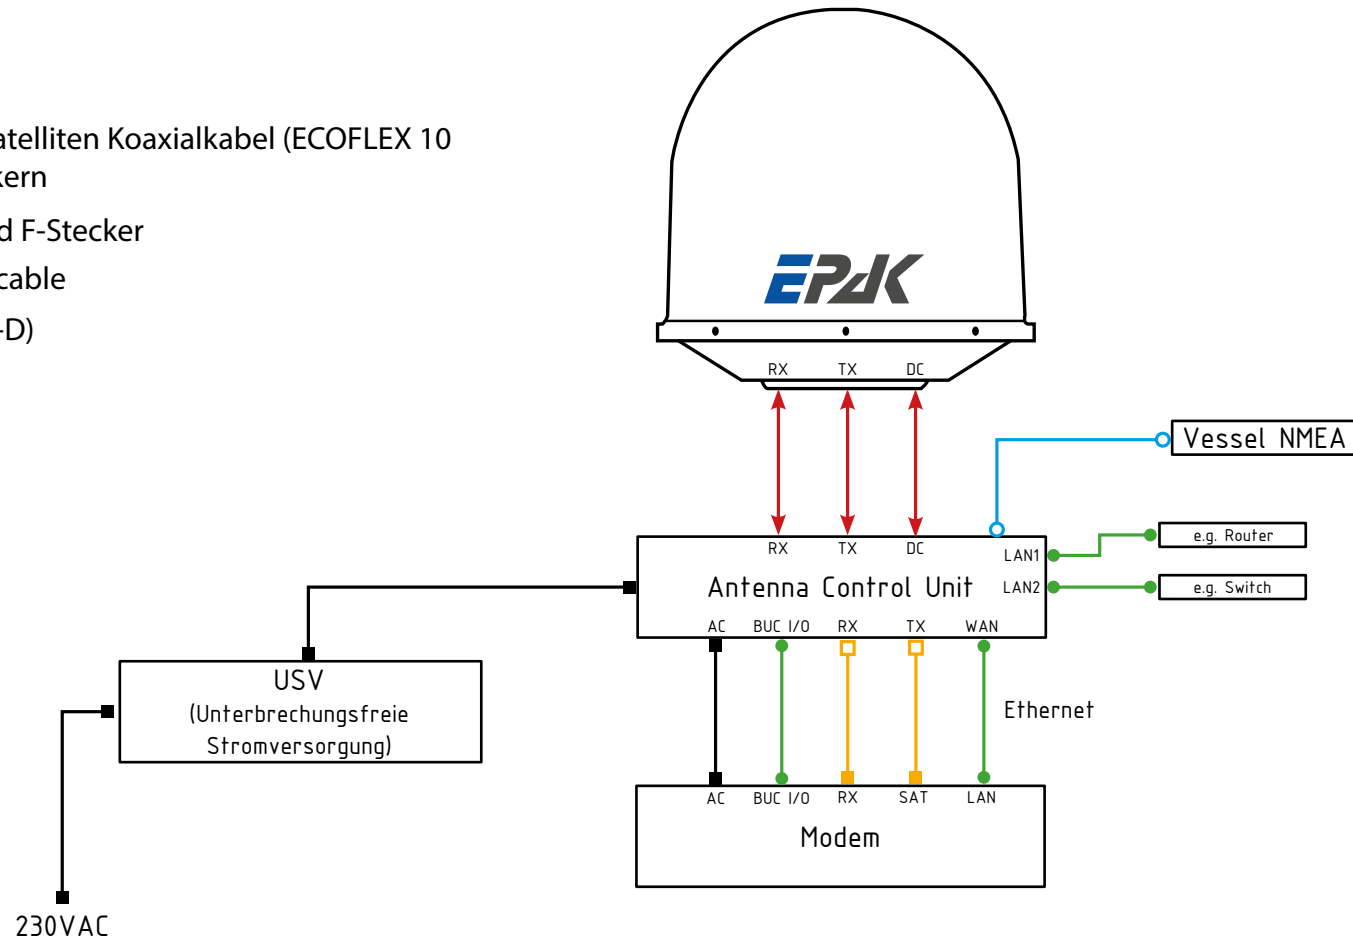 atelliten Koaxialkabel (ECOFLEX 10
kern
d F-Stecker
cable
-D)
EPAK
RX TX DC
Vessel NMEA
RX TX DC
LAN1
e.g. Router
Antenna Control Unit
LAN2
e.g. Switch
AC BUC I/O RX TX WAN
USV
(Unterbrechungsfreie
Stromversorgung)
Ethernet
AC BUC I/O RX SAT LAN
Modem
230VAC